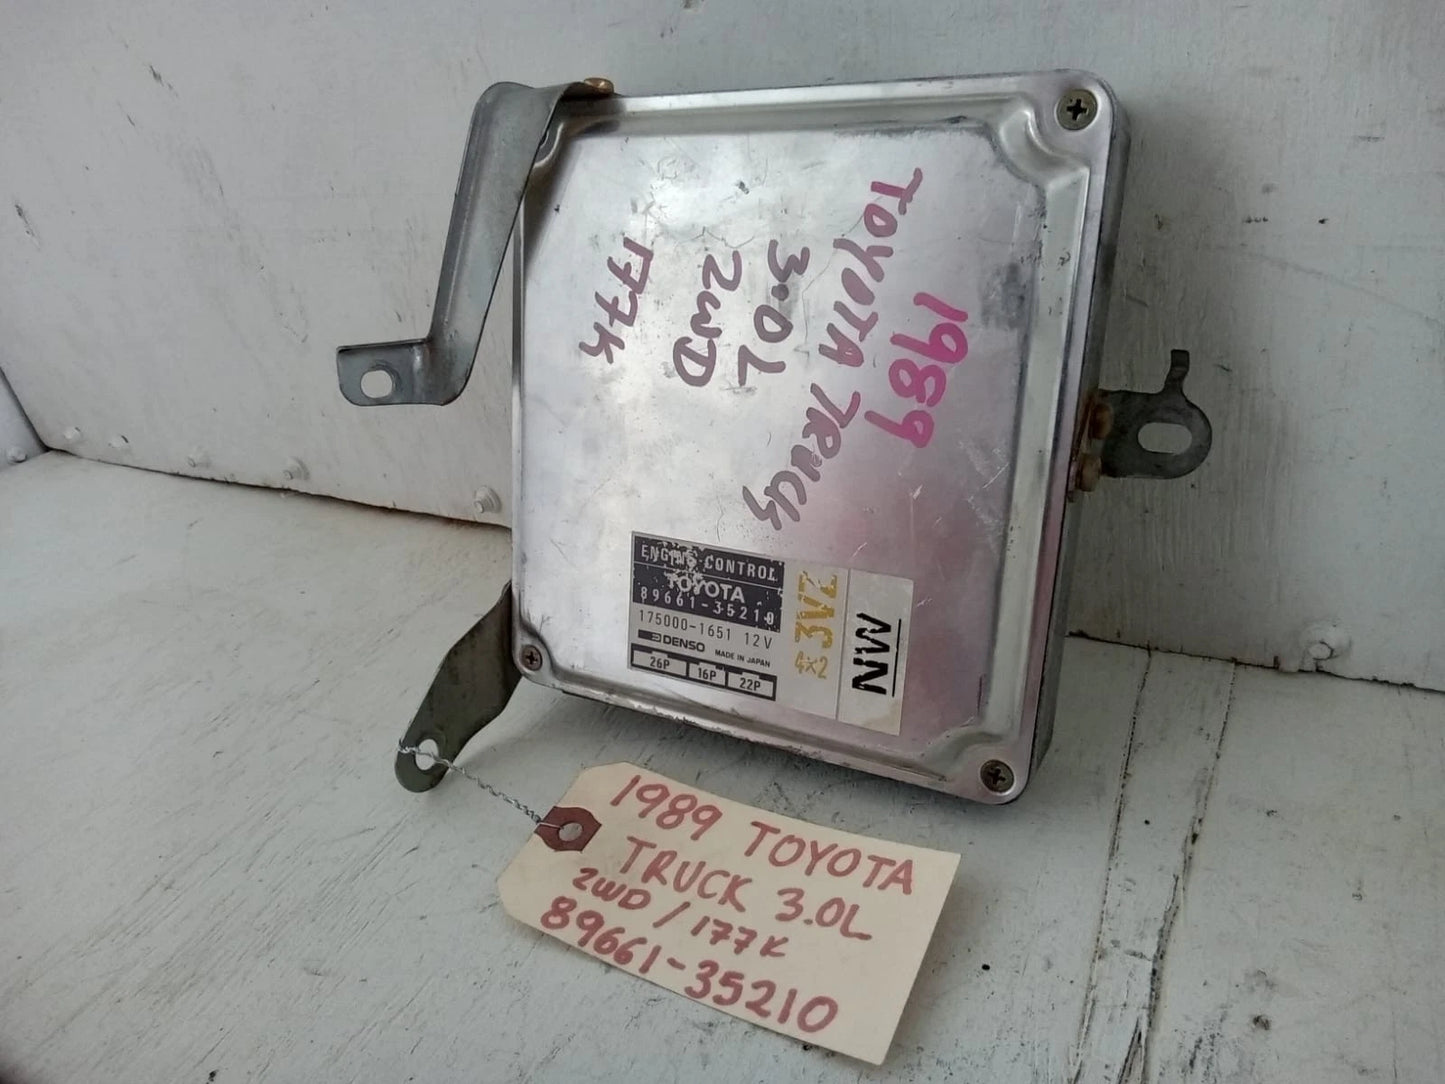 1989
TOYOTA TRUCK
3.0L
2WD
177K
ENGINE CONTROL
TOYOTA
89661-35210
175000-1651 12V
DENSO MADE IN JAPAN
26P 16P 22P
3VZ
4×2
NW
1989 TOYOTA
TRUCK 3.0L
2WD / 177K
89661-35210